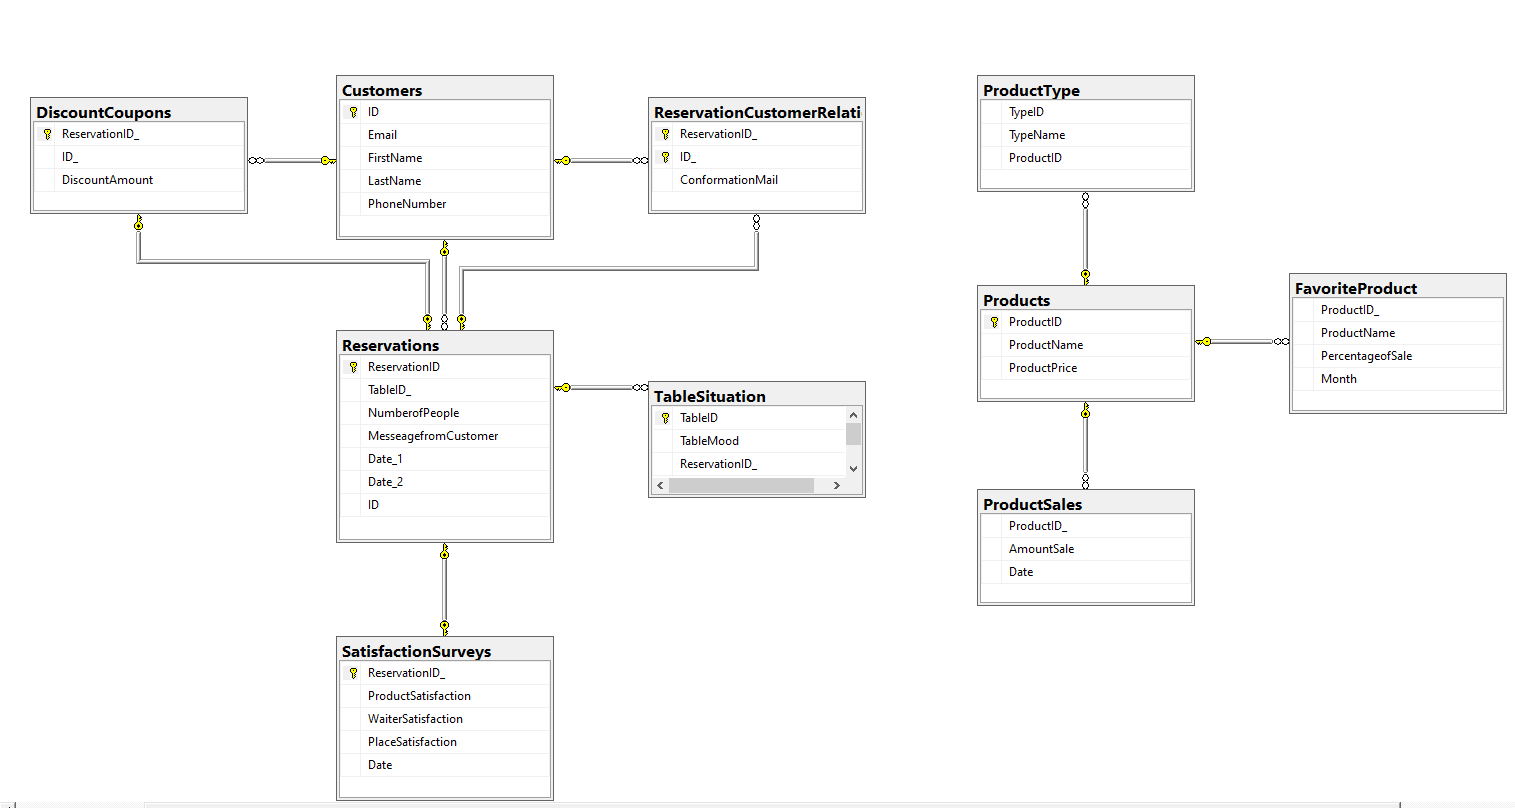 DiscountCoupons
ReservationID_
ID_
DiscountAmount
Customers
ID
Email
FirstName
LastName
PhoneNumber
ReservationCustomerRelati
ReservationID_
ID_
ConformationMail
Reservations
ReservationID
TableID_
NumberofPeople
MesseagefromCustomer
Date_1
Date_2
ID
TableSituation
TableID
TableMood
ReservationID_
SatisfactionSurveys
ReservationID_
ProductSatisfaction
WaiterSatisfaction
PlaceSatisfaction
Date
ProductType
TypeID
TypeName
ProductID
Products
ProductID
ProductName
ProductPrice
FavoriteProduct
ProductID_
ProductName
PercentageofSale
Month
ProductSales
ProductID_
AmountSale
Date